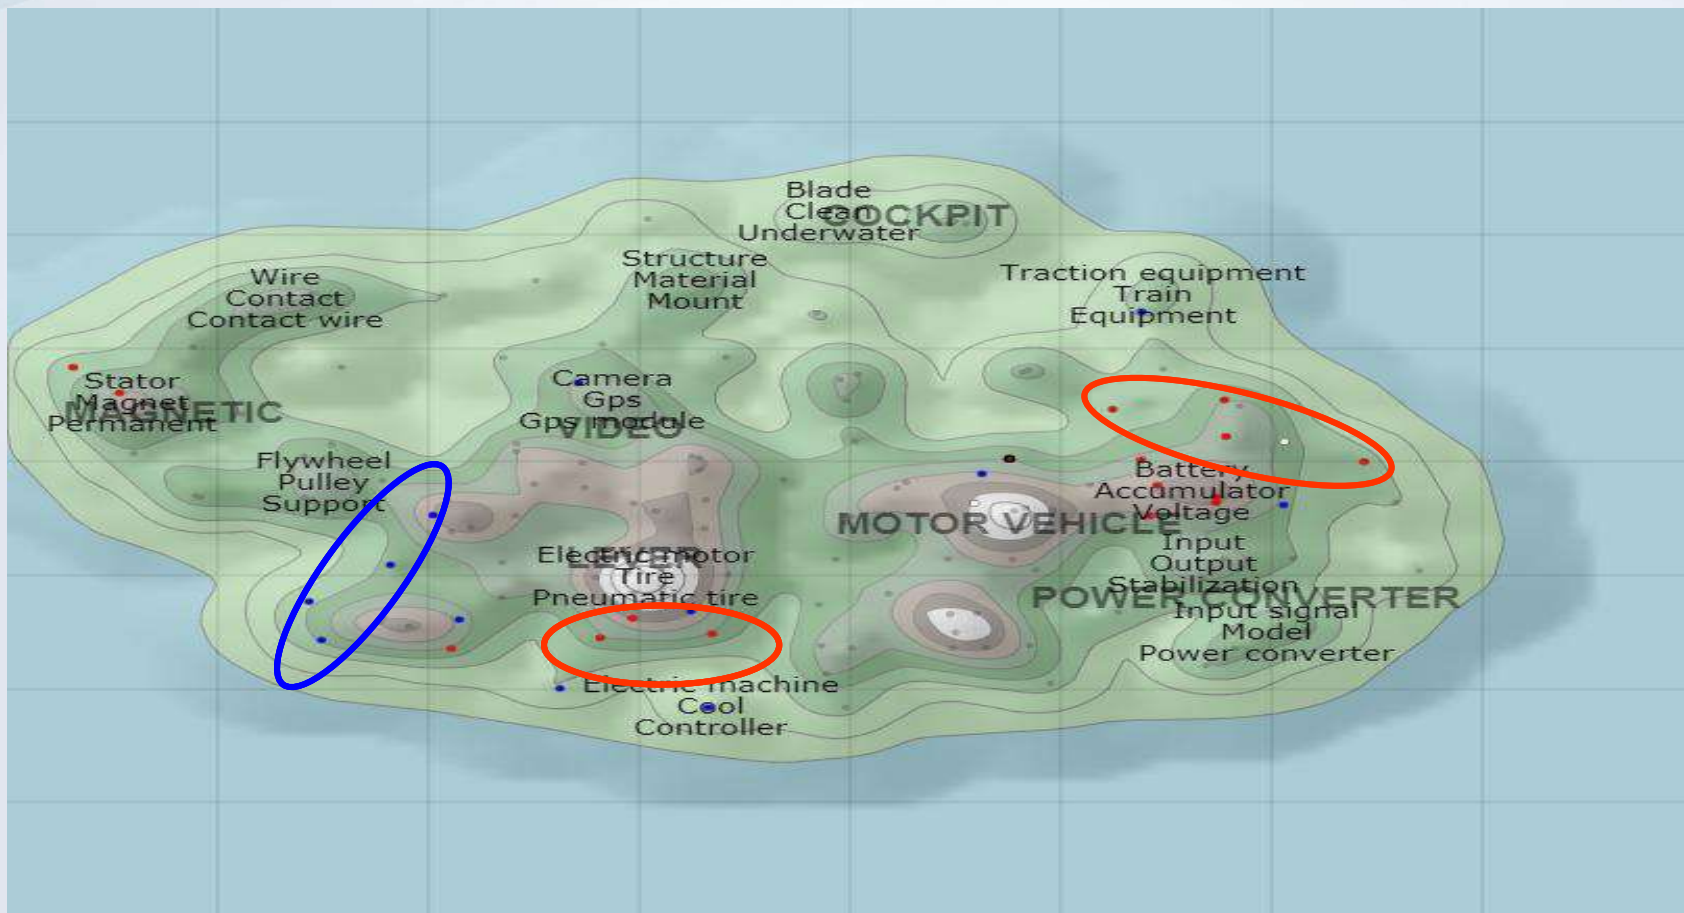 Blade
Clean
COCKPIT
Underwater
Structure
Material
Mount
Traction equipment
Train
Equipment
Wire
Contact
Contact wire
Stator
Magnet
MAGNETIC
Permanent
Camera
Gps
Gps module
VIDEO
Flywheel
Pulley
Support
Battery
Accumulator
Voltage
MOTOR VEHICLE
Input
Output
Stabilization
POWER CONVERTER
Input signal
Model
Power converter
Electric motor
LEVER
Tire
Pneumatic tire
Electric machine
Cool
Controller